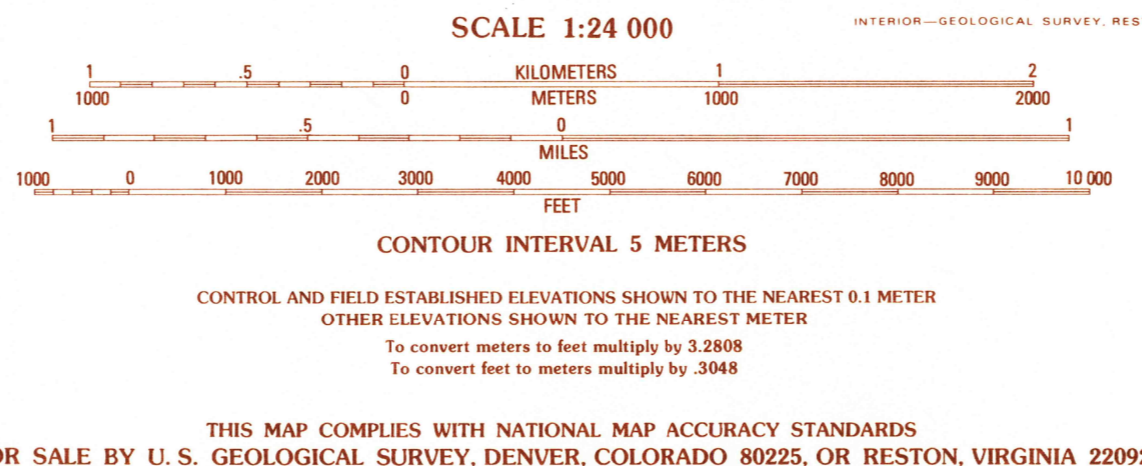 SCALE 1:24 000
INTERIOR—GEOLOGICAL SURVEY, RES
1 .5 0 KILOMETERS 1 2
1000 0 METERS 1000 2000
1 .5 0 1
MILES
1000 0 1000 2000 3000 4000 5000 6000 7000 8000 9000 10 000
FEET
CONTOUR INTERVAL 5 METERS
CONTROL AND FIELD ESTABLISHED ELEVATIONS SHOWN TO THE NEAREST 0.1 METER
OTHER ELEVATIONS SHOWN TO THE NEAREST METER
To convert meters to feet multiply by 3.2808
To convert feet to meters multiply by .3048
THIS MAP COMPLIES WITH NATIONAL MAP ACCURACY STANDARDS
OR SALE BY U. S. GEOLOGICAL SURVEY, DENVER, COLORADO 80225, OR RESTON, VIRGINIA 2209